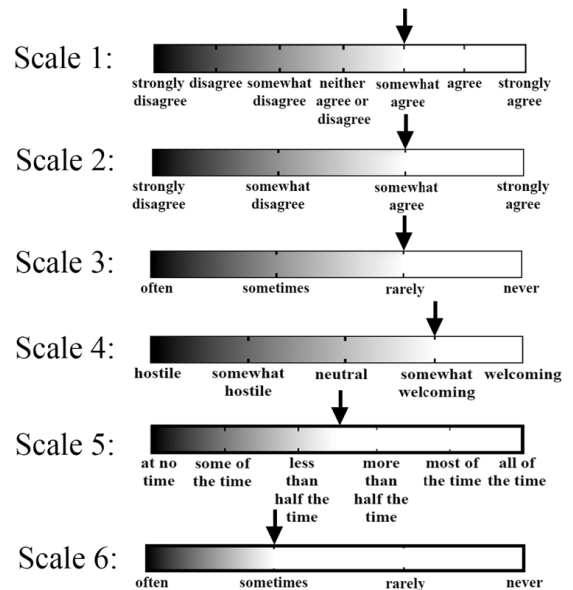 Scale 1:
strongly disagree
disagree
somewhat disagree
neither agree or disagree
somewhat agree
agree
strongly agree
Scale 2:
strongly disagree
somewhat disagree
somewhat agree
strongly agree
Scale 3:
often
sometimes
rarely
never
Scale 4:
hostile
somewhat hostile
neutral
somewhat welcoming
welcoming
Scale 5:
at no time
some of the time
less than half the time
more than half the time
most of the time
all of the time
Scale 6:
often
sometimes
rarely
never